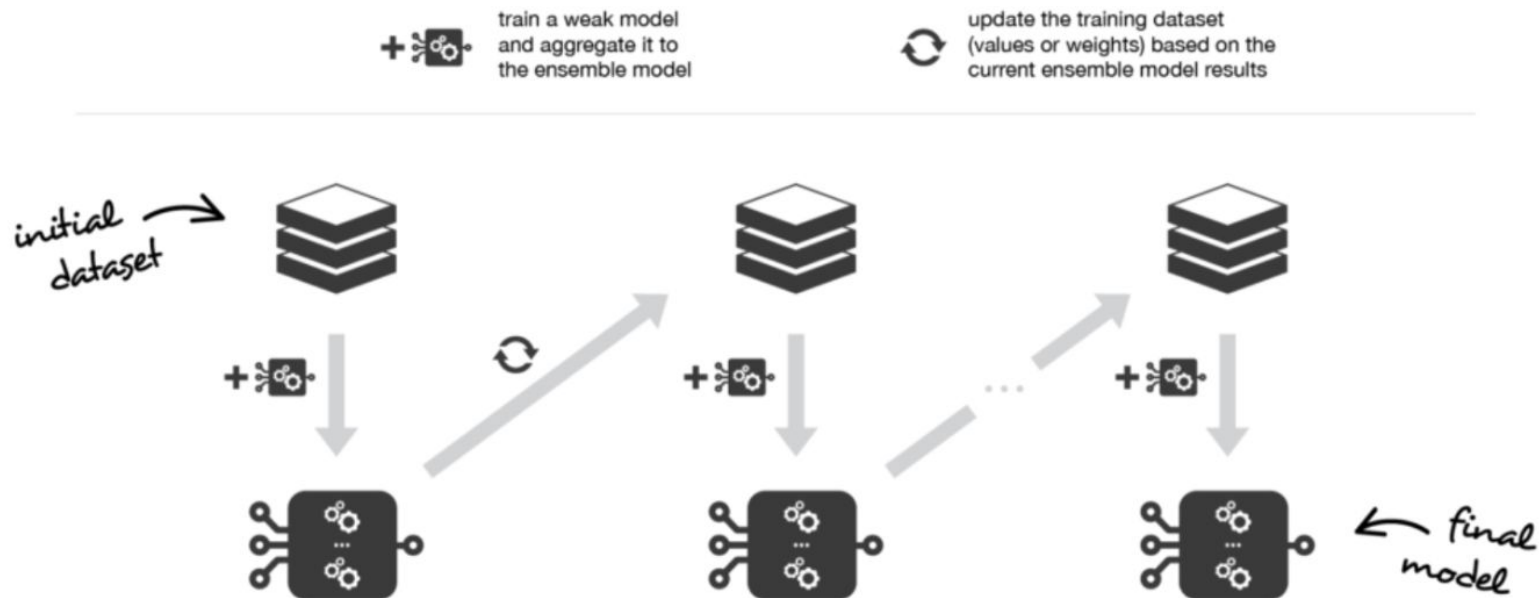 train a weak model
and aggregate it to
the ensemble model
update the training dataset
(values or weights) based on the
current ensemble model results
initial
dataset
...
final
model